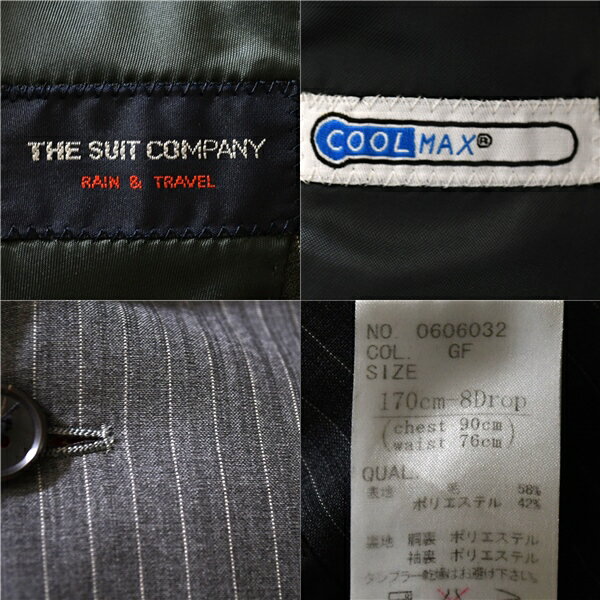 THE SUIT COMPANY
RAIN & TRAVEL
COOLMAX®
NO. 0606032
COL. GF
SIZE
170cm-8Drop
(chest 90cm)
(waist 76cm)
QUAL.
表地 毛 58%
ポリエステル 42%
裏地 胴裏 ポリエステル
袖裏 ポリエステル
タンブラー乾燥はお避け下さい。